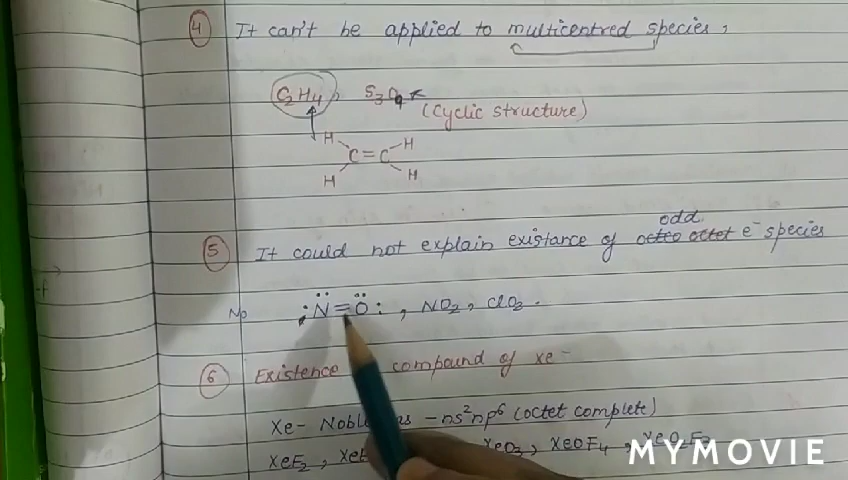 4 It can't be applied to multicentred species,
C2H4, S3O9
(Cyclic structure)
H H
C=C
H H
odd
5 It could not explain existance of octeo octet e⁻ species
No :N̈=Ö: , NO2, ClO2.
6 Existence compound of xe⁻
Xe- Noble - ns²np⁶ (octet complete)
XeF2, XeO3, XeOF4, XeO2F2
MYMOVIE